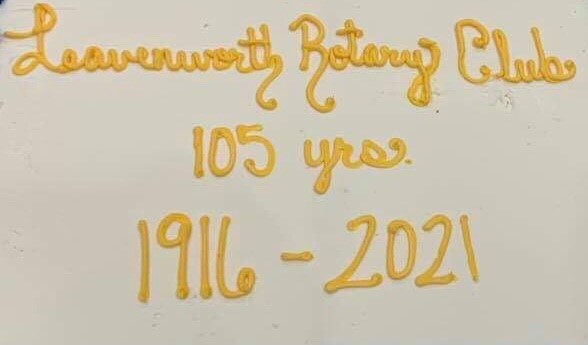 Leavenworth Rotary Club
105 yrs.
1916 - 2021